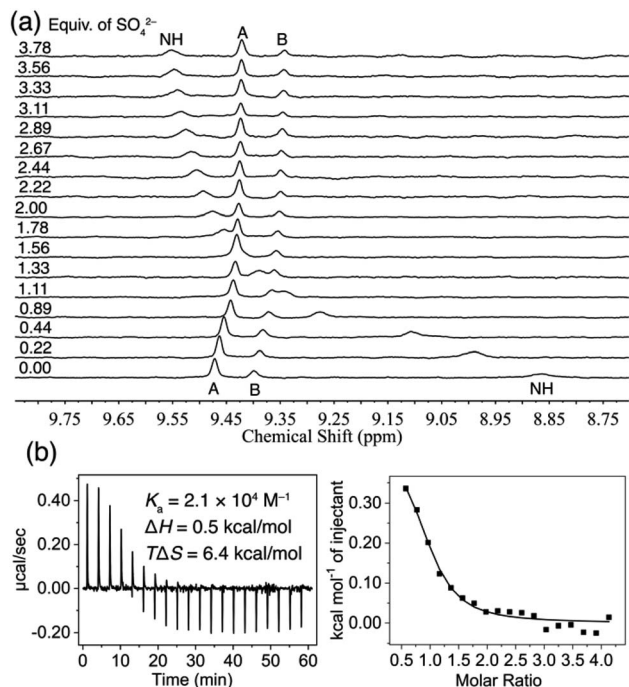 (a) Equiv. of SO₄²⁻
NH A B
3.78
3.56
3.33
3.11
2.89
2.67
2.44
2.22
2.00
1.78
1.56
1.33
1.11
0.89
0.44
0.22
0.00
A B NH
9.75 9.65 9.55 9.45 9.35 9.25 9.15 9.05 8.95 8.85 8.75
Chemical Shift (ppm)
(b)
0.40
0.20
0.00
-0.20
µcal/sec
Kₐ = 2.1 × 10⁴ M⁻¹
ΔH = 0.5 kcal/mol
TΔS = 6.4 kcal/mol
0 10 20 30 40 50 60
Time (min)
0.30
0.20
0.10
0.00
kcal mol⁻¹ of injectant
0.5 1.0 1.5 2.0 2.5 3.0 3.5 4.0
Molar Ratio